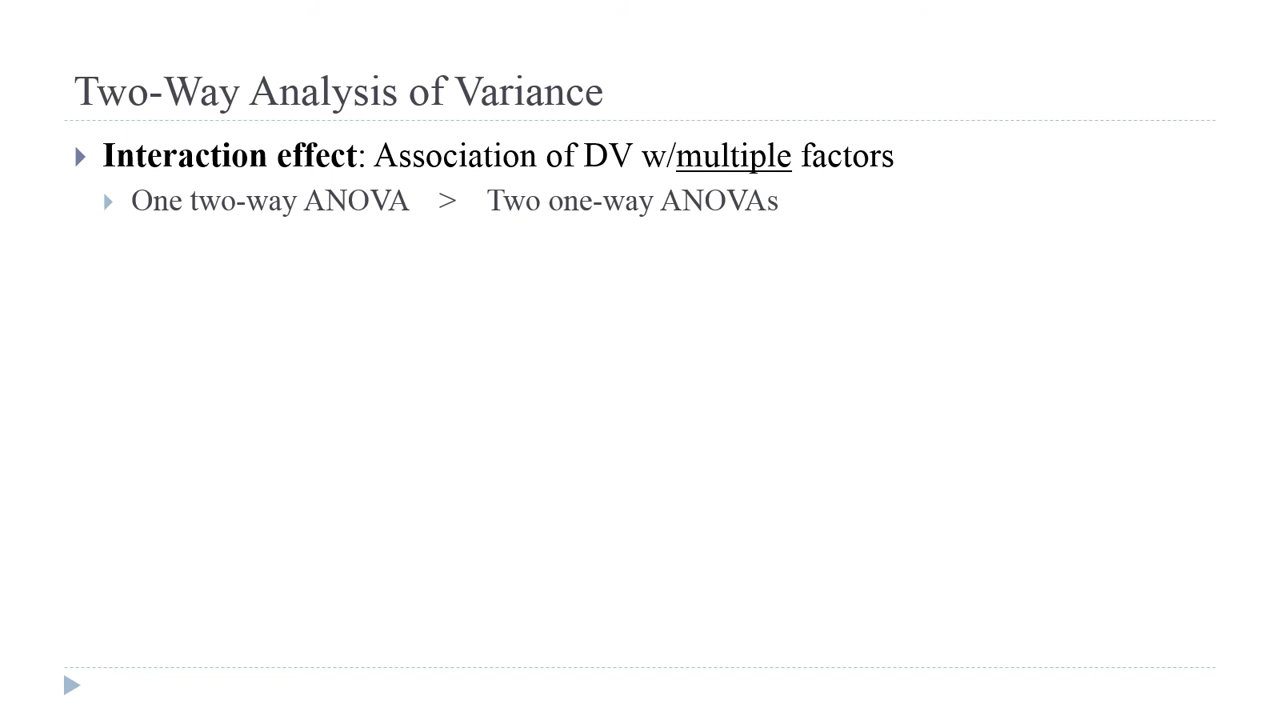 Two-Way Analysis of Variance
Interaction effect: Association of DV w/multiple factors
One two-way ANOVA > Two one-way ANOVAs